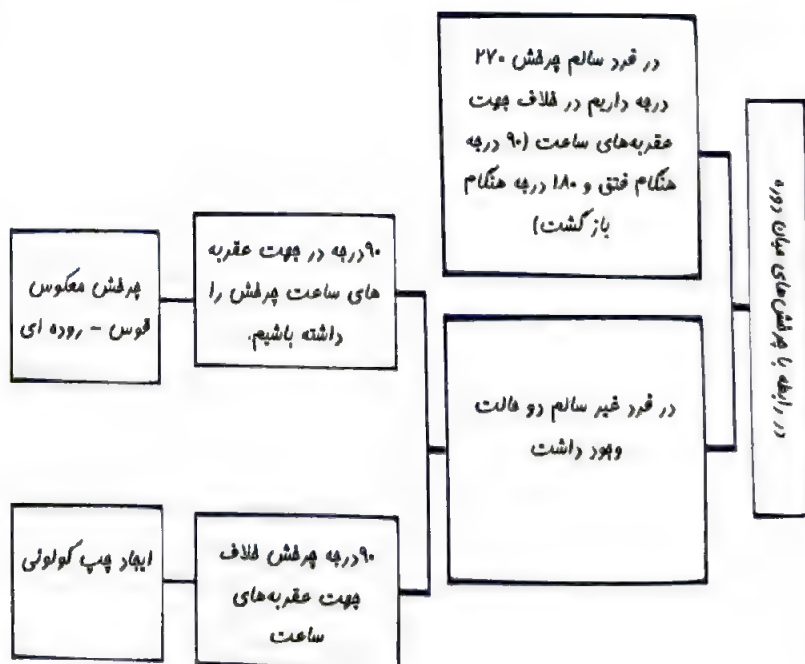 در رابطه با چرخش‌های میان دوره
در فرد سالم چرخش ۲۷۰
درجه داریم در خلاف جهت
عقربه‌های ساعت (۹۰ درجه
هنگام فتق و ۱۸۰ درجه هنگام
بازگشت)
در فرد غیر سالم دو حالت
وجود داشت
۹۰درجه در جهت عقربه
های ساعت چرخش را
داشته باشیم.
چرخش معکوس
قوس – روده ای
۹۰درجه چرخش خلاف
جهت عقربه‌های
ساعت
ایجاد چپ کولونی